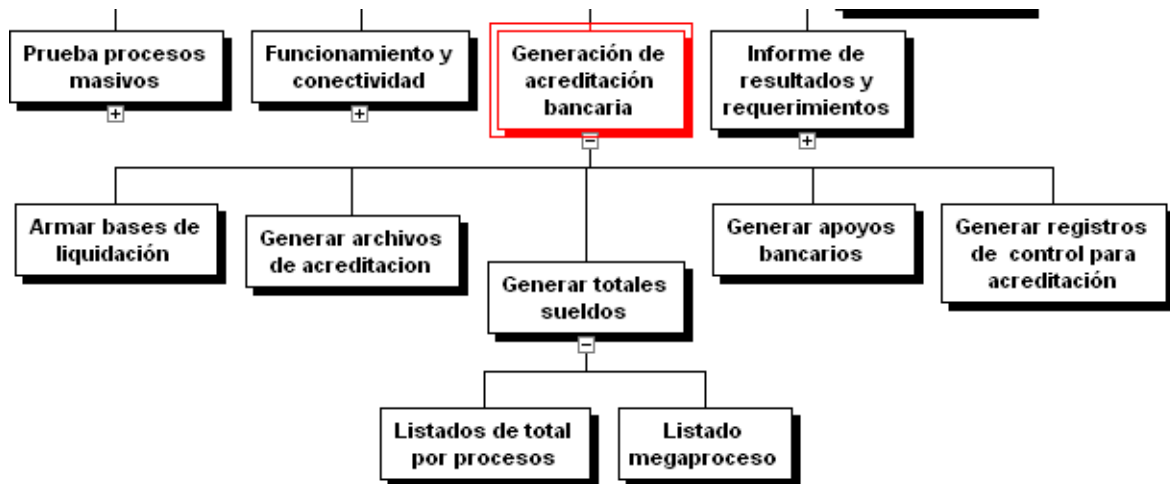 Prueba procesos
masivos
Funcionamiento y
conectividad
Generación de
acreditación
bancaria
Informe de
resultados y
requerimientos
Armar bases de
liquidación
Generar archivos
de acreditacion
Generar totales
sueldos
Generar apoyos
bancarios
Generar registros
de control para
acreditación
Listados de total
por procesos
Listado
megaproceso